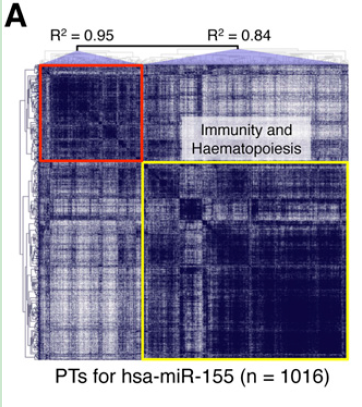 A
R² = 0.95 R² = 0.84
Immunity and
Haematopoiesis
PTs for hsa-miR-155 (n = 1016)